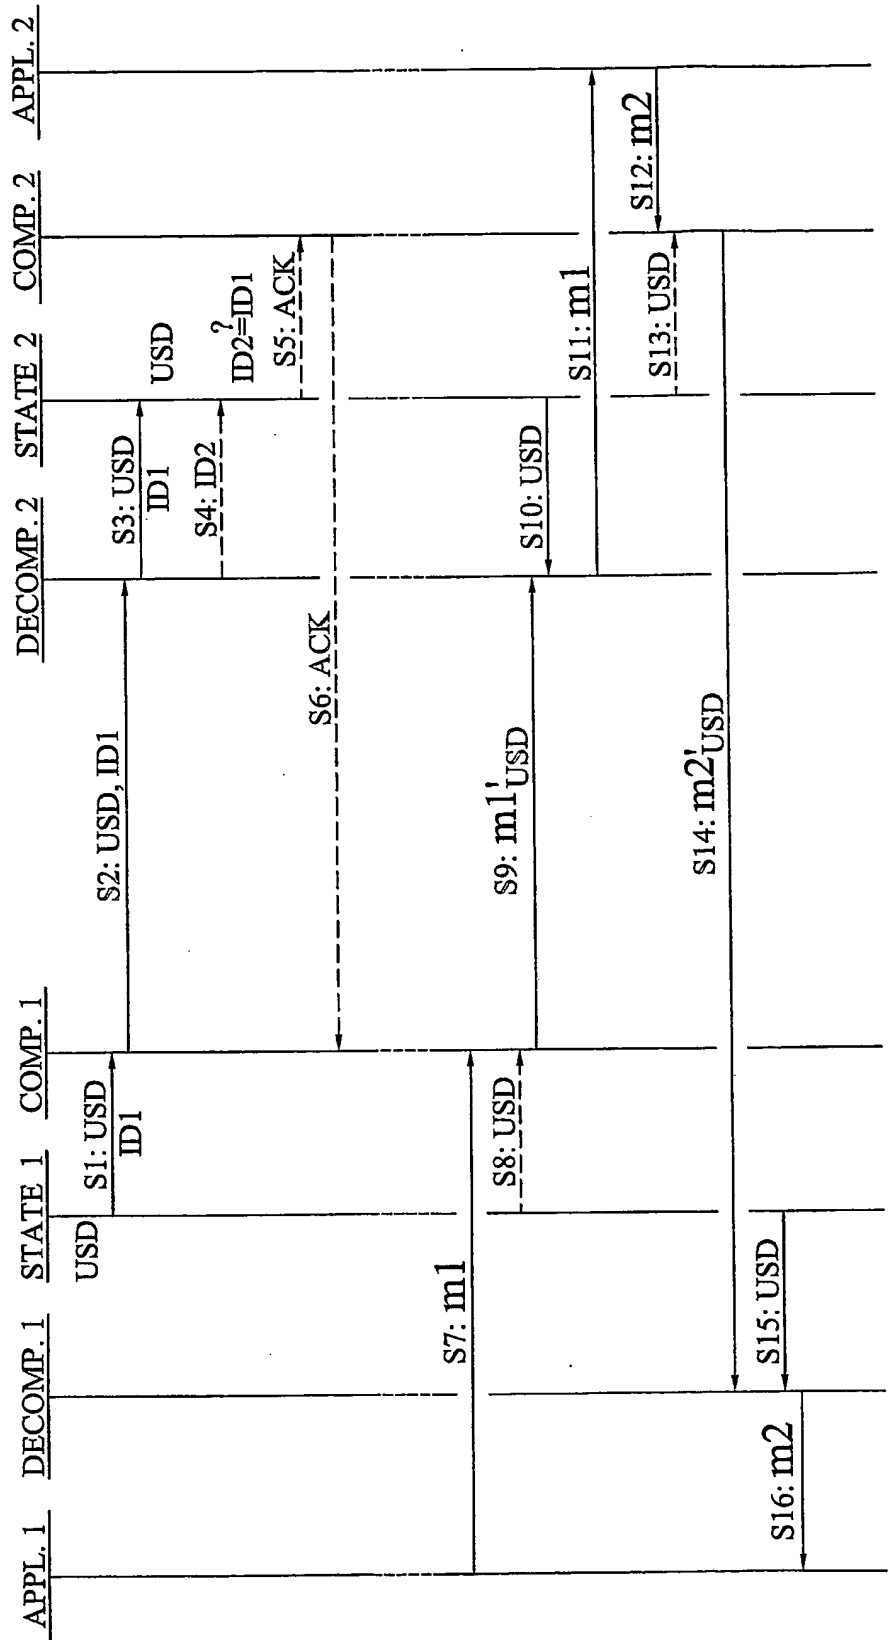 APPL. 1
DECOMP. 1
STATE 1
COMP. 1
DECOMP. 2
STATE 2
COMP. 2
APPL. 2
USD
S1: USD
ID1
S2: USD, ID1
S3: USD
ID1
USD
S4: ID2
ID2=ID1
?
S5: ACK
S6: ACK
S7: m1
S8: USD
S9: m1'USD
S10: USD
S11: m1
S12: m2
S13: USD
S14: m2'USD
S15: USD
S16: m2